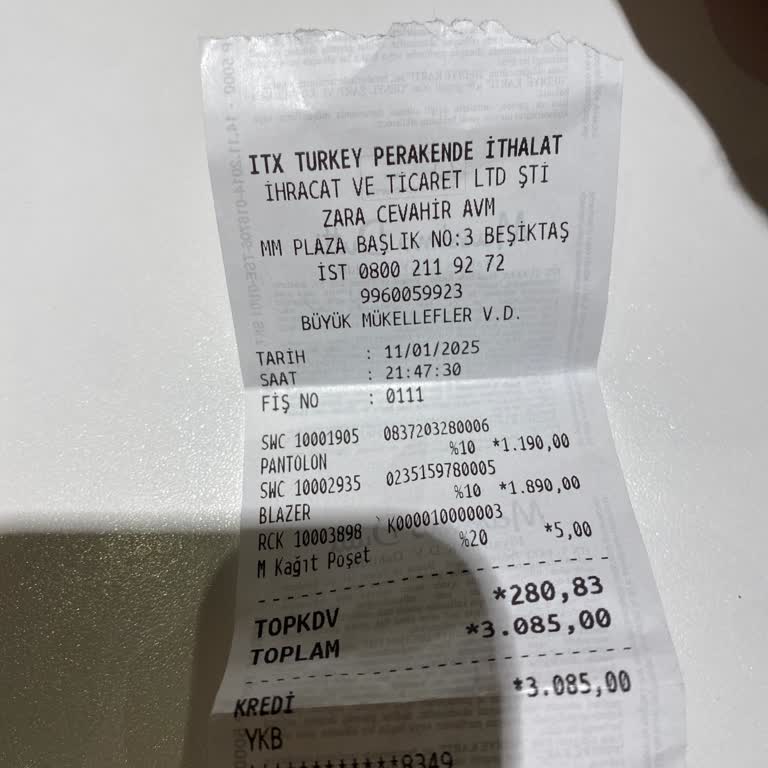 ITX TURKEY PERAKENDE İTHALAT
İHRACAT VE TİCARET LTD ŞTİ
ZARA CEVAHİR AVM
MM PLAZA BAŞLIK NO:3 BEŞİKTAŞ
İST 0800 211 92 72
9960059923
BÜYÜK MÜKELLEFLER V.D.
TARİH : 11/01/2025
SAAT : 21:47:30
FİŞ NO : 0111
SWC 10001905 0837203280006
PANTOLON %10 *1.190,00
SWC 10002935 0235159780005
BLAZER %10 *1.890,00
RCK 10003898 K000010000003
M Kağıt Poşet %20 *5,00
TOPKDV *280,83
TOPLAM *3.085,00
KREDİ *3.085,00
YKB
************8349